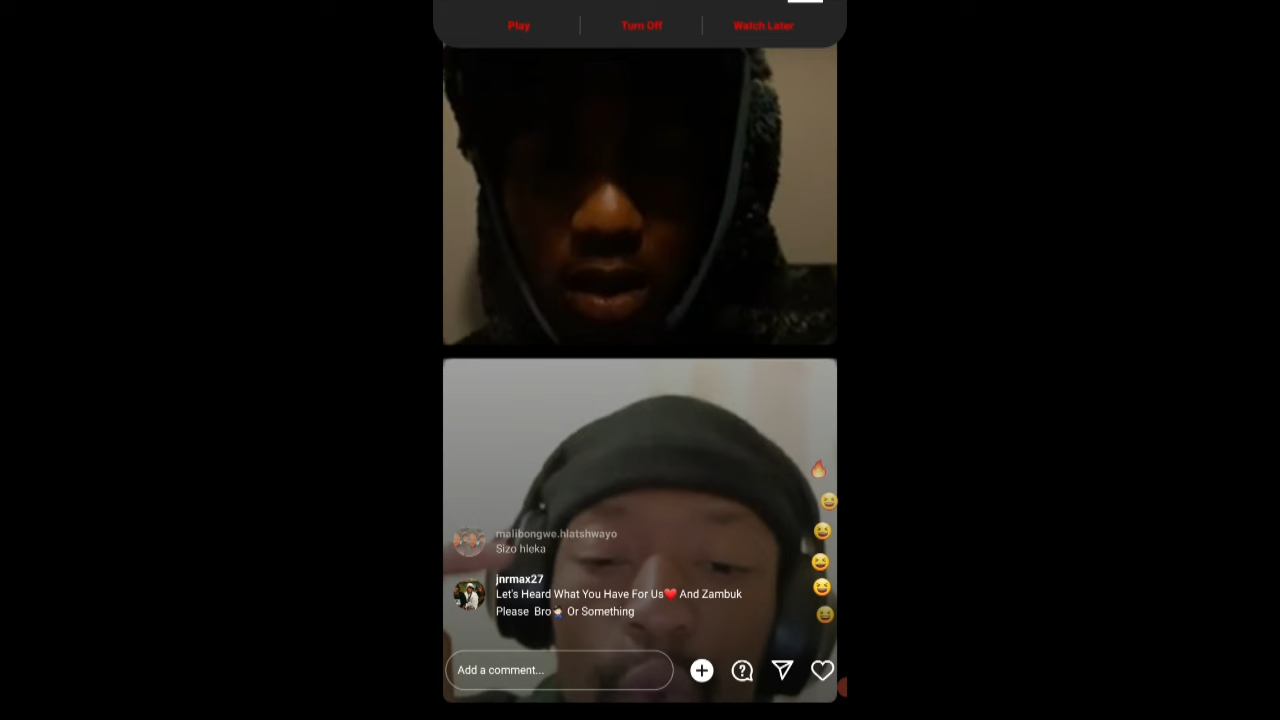 Play
Turn Off
Watch Later
malibongwe.hlatshwayo
Sizo hleka
jnrmax27
Let's Heard What You Have For Us❤️ And Zambuk
Please Bro🤦🏻 Or Something
Add a comment...